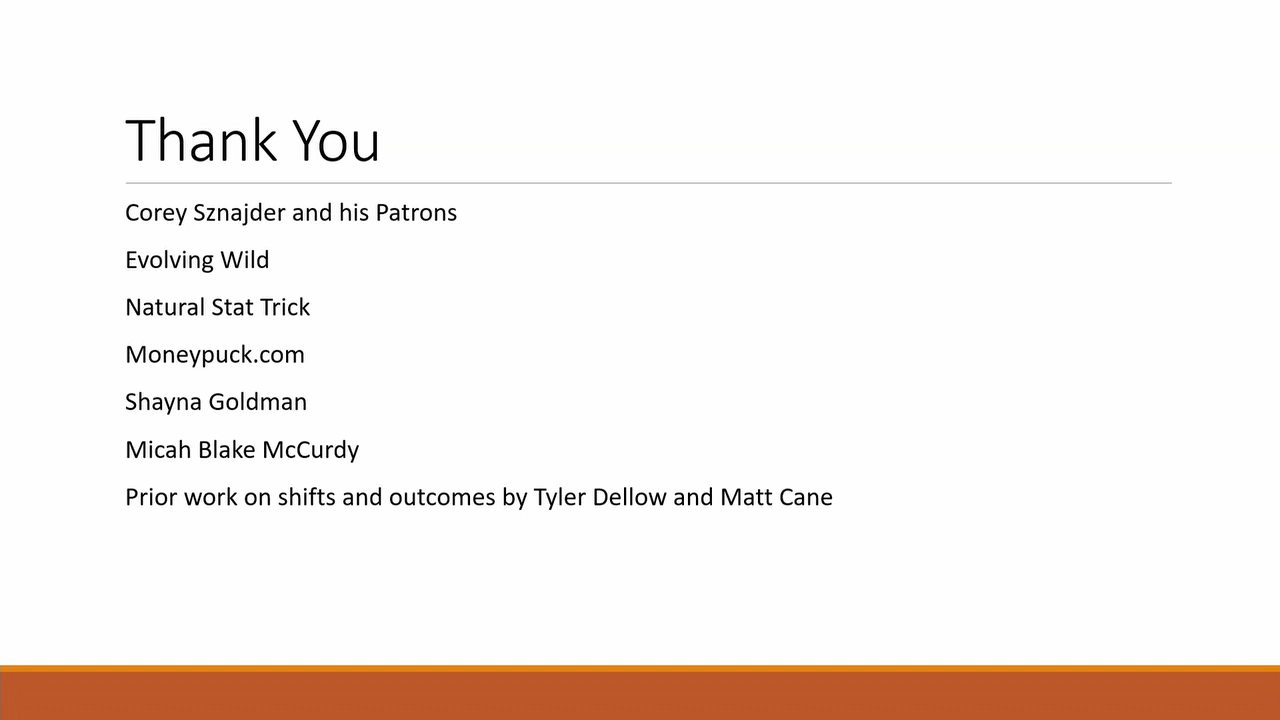 Thank You
Corey Sznajder and his Patrons
Evolving Wild
Natural Stat Trick
Moneypuck.com
Shayna Goldman
Micah Blake McCurdy
Prior work on shifts and outcomes by Tyler Dellow and Matt Cane